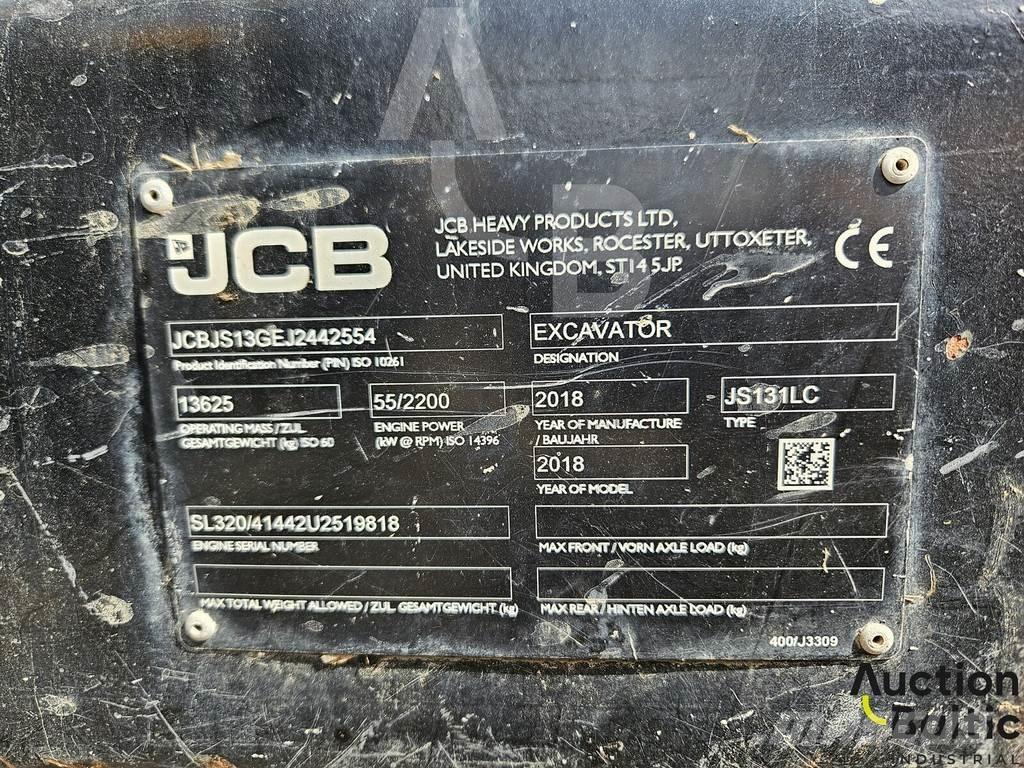 JCB
JCB HEAVY PRODUCTS LTD,
LAKESIDE WORKS, ROCESTER, UTTOXETER,
UNITED KINGDOM, ST14 5JP.
CE
JCBJS13GEJ2442554
Product Identification Number (PIN) ISO 10261
EXCAVATOR
DESIGNATION
13625
OPERATING MASS / ZUL.
GESAMTGEWICHT (kg) ISO 60
55/2200
ENGINE POWER
(kW @ RPM) ISO 14396
2018
YEAR OF MANUFACTURE
/ BAUJAHR
JS131LC
TYPE
2018
YEAR OF MODEL
SL320/41442U2519818
ENGINE SERIAL NUMBER
MAX FRONT / VORN AXLE LOAD (kg)
MAX TOTAL WEIGHT ALLOWED / ZUL. GESAMTGEWICHT (kg)
MAX REAR / HINTEN AXLE LOAD (kg)
400/J3309
A
B
Auction
Baltic
INDUSTRIAL